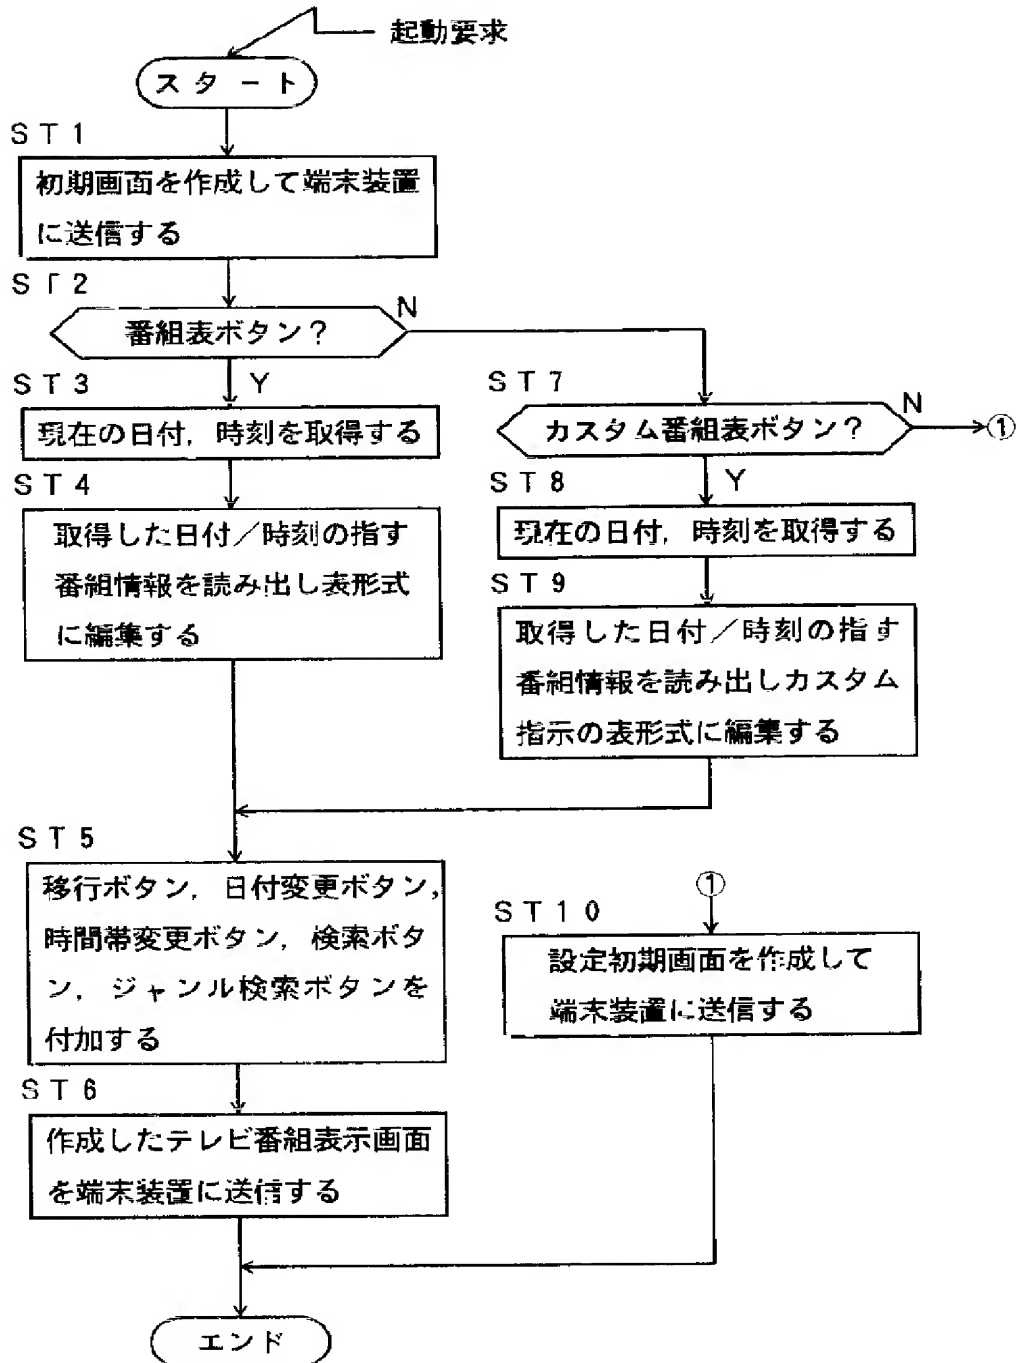 起動要求
スタート
ST1
初期画面を作成して端末装置
に送信する
ST2
番組表ボタン?
N
Y
ST3
現在の日付，時刻を取得する
ST4
取得した日付／時刻の指す
番組情報を読み出し表形式
に編集する
ST7
カスタム番組表ボタン?
N
①
Y
ST8
現在の日付，時刻を取得する
ST9
取得した日付／時刻の指す
番組情報を読み出しカスタム
指示の表形式に編集する
ST5
移行ボタン，日付変更ボタン，
時間帯変更ボタン，検索ボタ
ン，ジャンル検索ボタンを
付加する
ST6
作成したテレビ番組表示画面
を端末装置に送信する
①
ST10
設定初期画面を作成して
端末装置に送信する
エンド